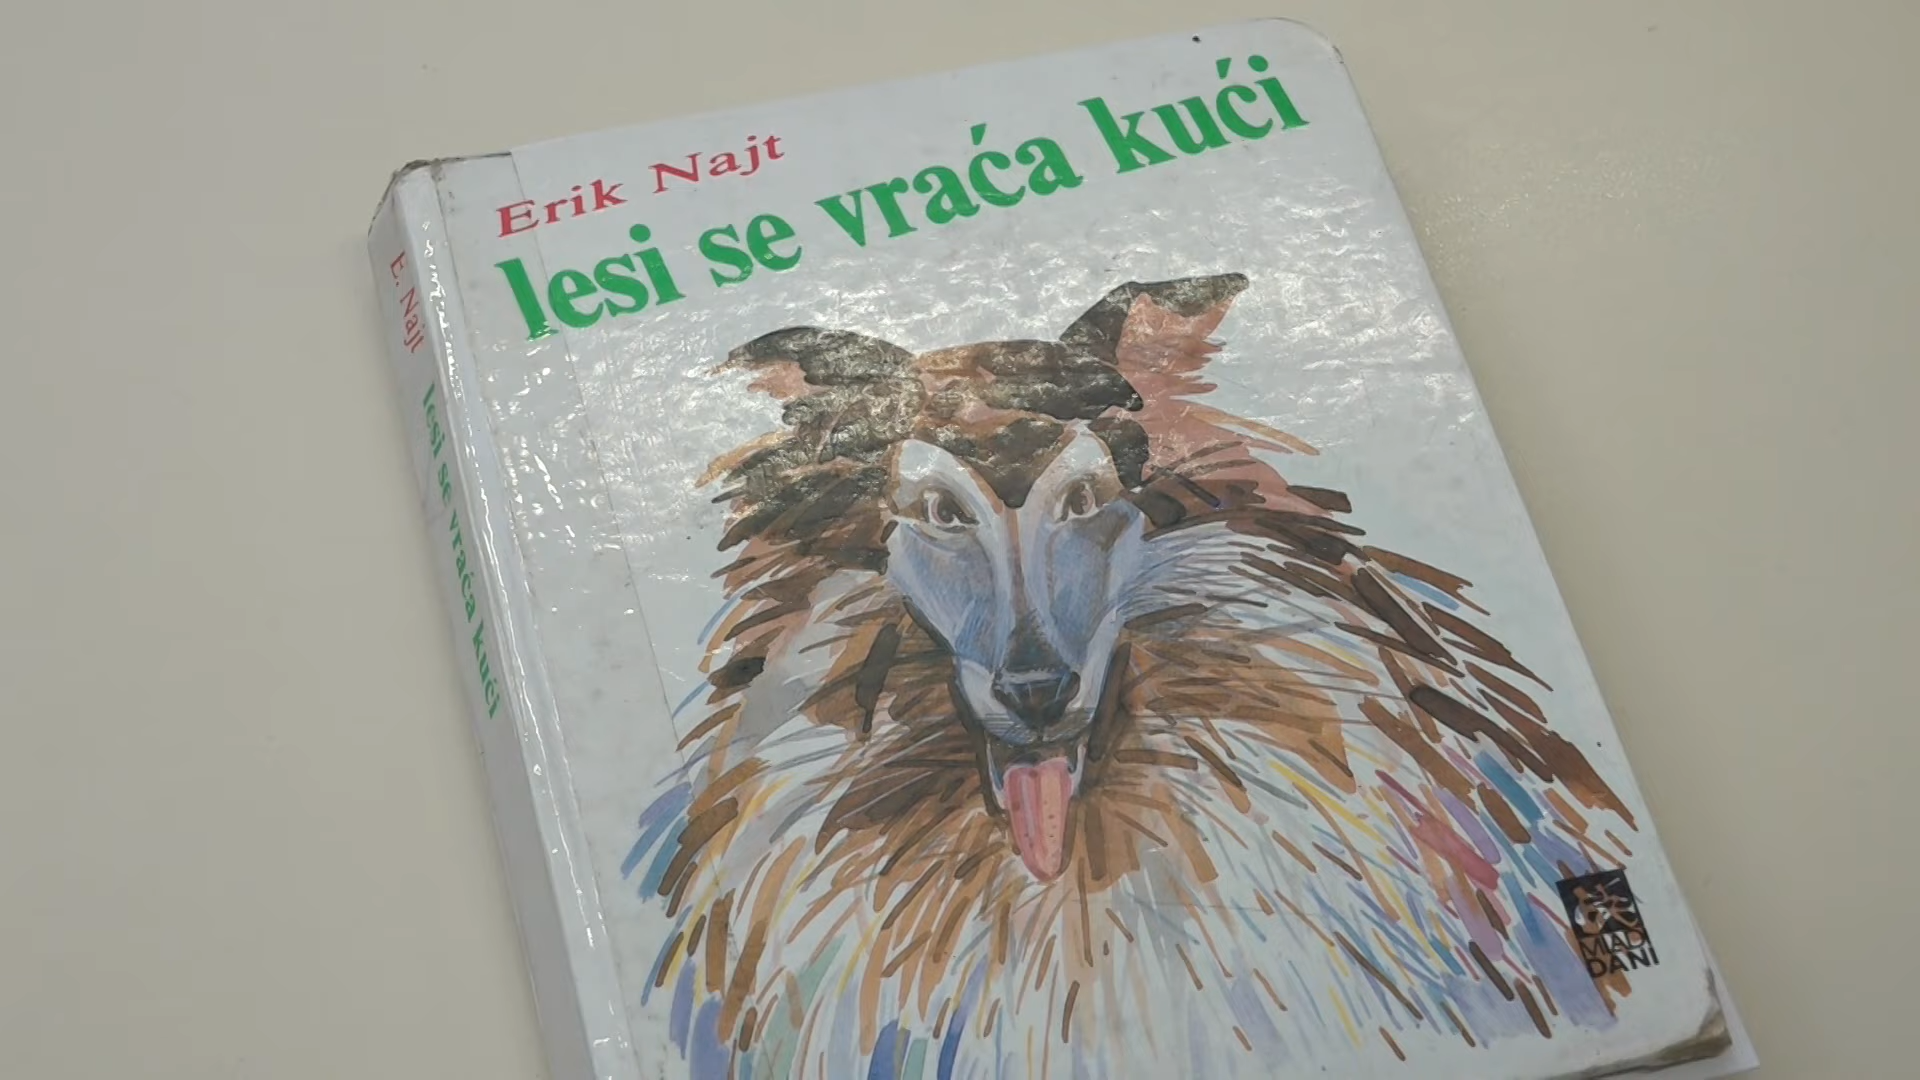 Erik Najt
lesi se vraća kući
E. Najt
lesi se vraća kući
MLADI
DANI